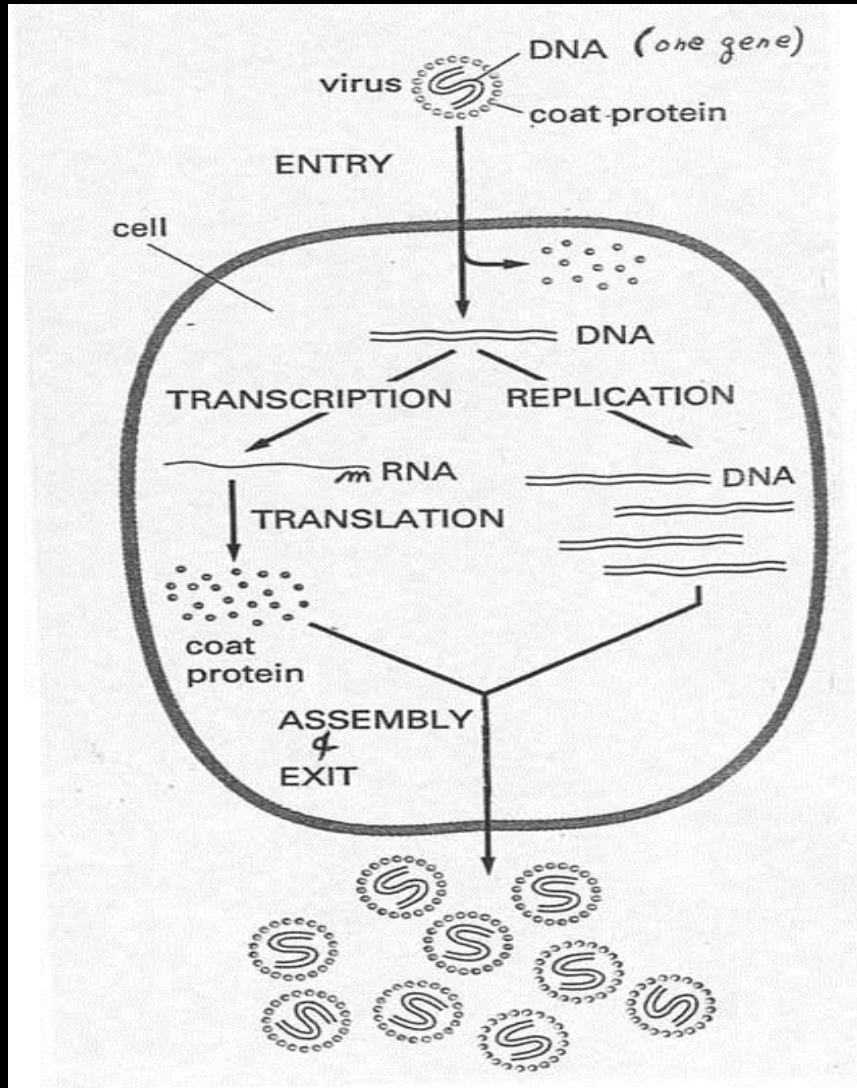 DNA (one gene)
virus
coat protein
ENTRY
cell
DNA
TRANSCRIPTION
REPLICATION
mRNA
DNA
TRANSLATION
coat
protein
ASSEMBLY
&
EXIT